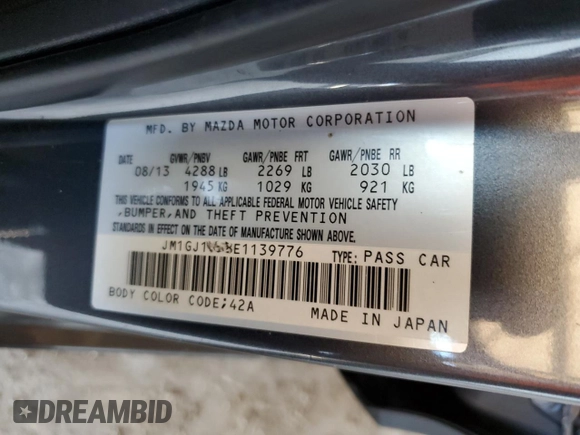 MFD. BY MAZDA MOTOR CORPORATION
DATE GVWR/PNBV GAWR/PNBE FRT GAWR/PNBE RR
08/13 4288 LB 2269 LB 2030 LB
1945 KG 1029 KG 921 KG
THIS VEHICLE CONFORMS TO ALL APPLICABLE FEDERAL MOTOR VEHICLE SAFETY
,BUMPER,AND THEFT PREVENTION
STANDARDS IN EFFECT ON THE DATE OF MANUFACTURE SHOWN ABOVE.
TYPE: PASS CAR
BODY COLOR CODE;42A
MADE IN JAPAN
DREAMBID